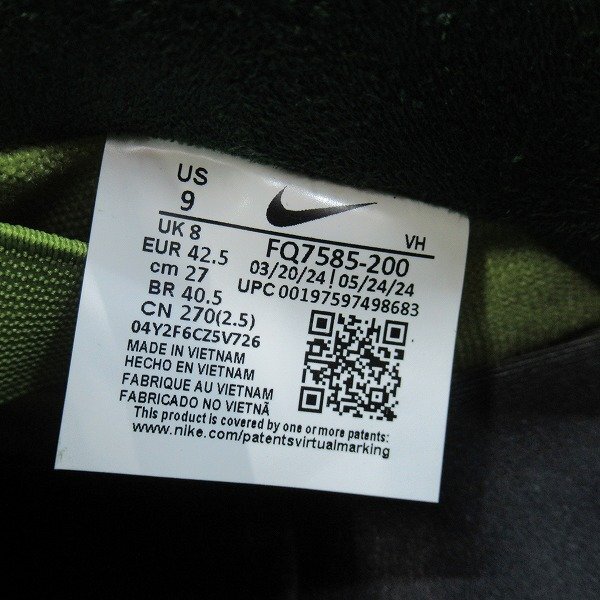 US
9
UK 8
EUR 42.5
cm 27
BR 40.5
CN 270(2.5)
04Y2F6CZ5V726
VH
FQ7585-200
03/20/24 | 05/24/24
UPC 00197597498683
MADE IN VIETNAM
HECHO EN VIETNAM
FABRIQUE AU VIETNAM
FABRICADO NO VIETNÃ
This product is covered by one or more patents:
www.nike.com/patentsvirtualmarking